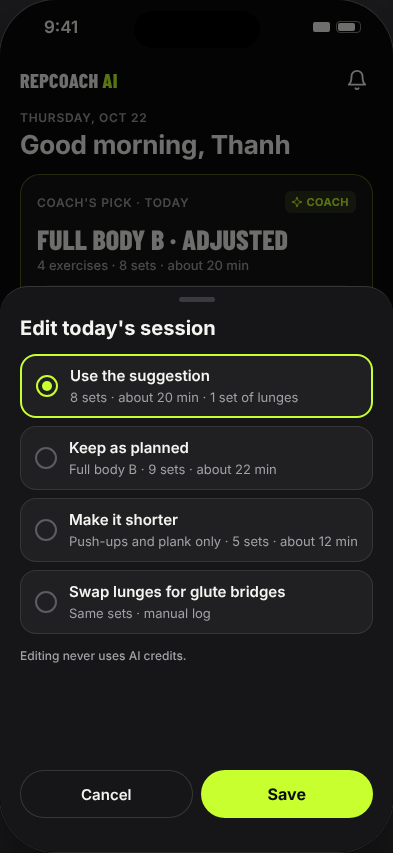 9:41
REPCOACH AI
THURSDAY, OCT 22
Good morning, Thanh
COACH'S PICK · TODAY
COACH
FULL BODY B · ADJUSTED
4 exercises · 8 sets · about 20 min
Edit today's session
Use the suggestion
8 sets · about 20 min · 1 set of lunges
Keep as planned
Full body B · 9 sets · about 22 min
Make it shorter
Push-ups and plank only · 5 sets · about 12 min
Swap lunges for glute bridges
Same sets · manual log
Editing never uses AI credits.
Cancel
Save